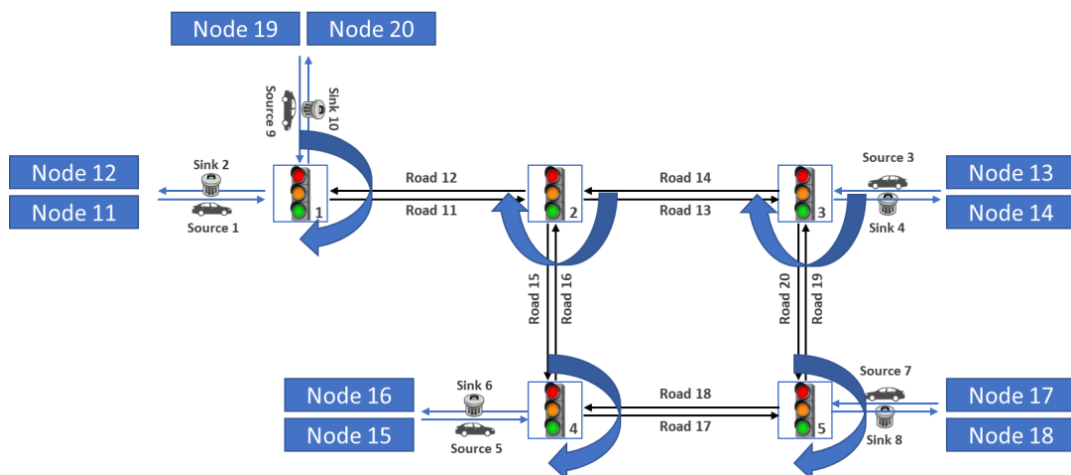 Node 19
Node 20
Source 9
Sink 10
Node 12
Node 11
Sink 2
Source 1
1
Road 12
Road 11
2
Road 14
Road 13
3
Source 3
Sink 4
Node 13
Node 14
Road 15
Road 16
Road 20
Road 19
Node 16
Node 15
Sink 6
Source 5
4
Road 18
Road 17
5
Source 7
Sink 8
Node 17
Node 18